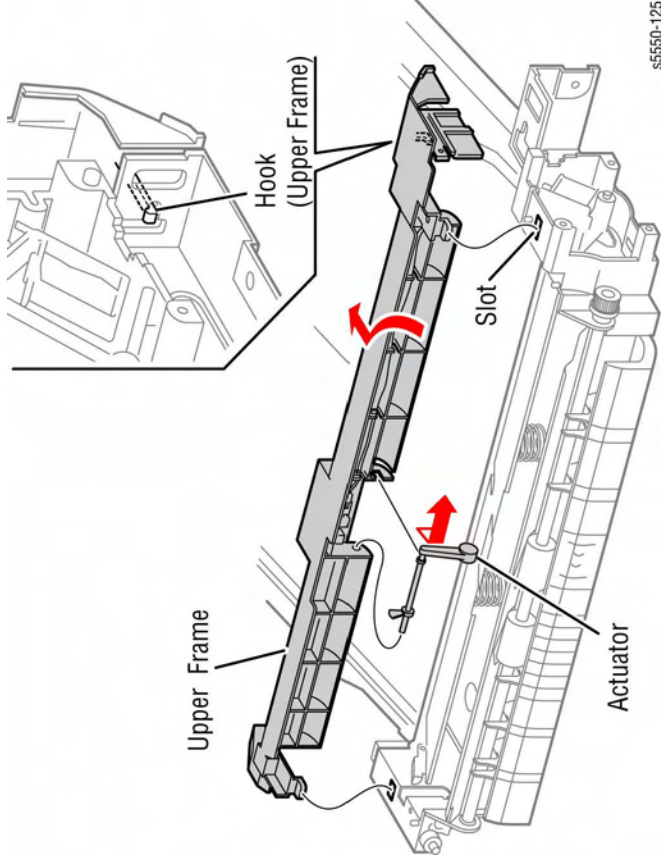 Hook
(Upper Frame)
Upper Frame
Slot
Actuator
s5550-125